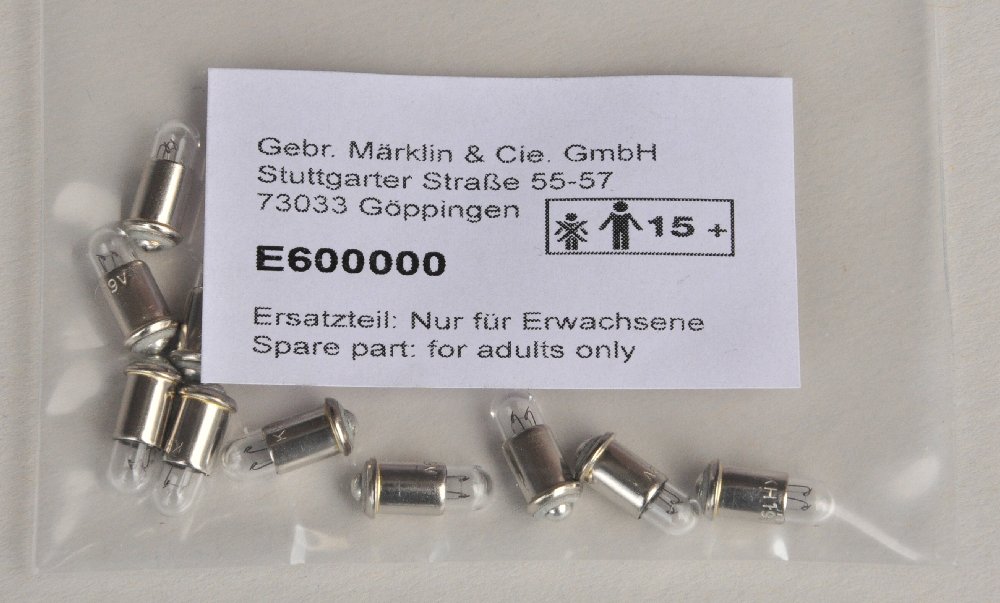 Gebr. Märklin & Cie. GmbH
Stuttgarter Straße 55-57
73033 Göppingen
15 +
E600000
Ersatzteil: Nur für Erwachsene
Spare part: for adults only